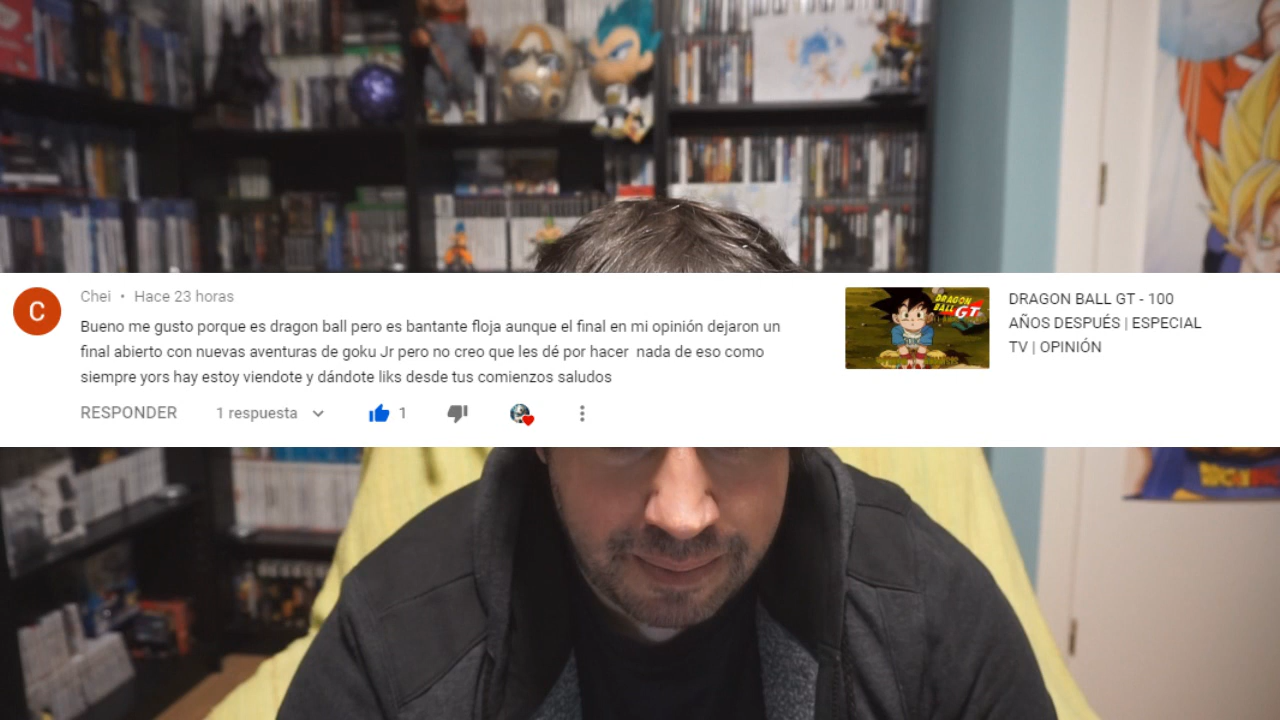 Chei • Hace 23 horas
Bueno me gusto porque es dragon ball pero es bantante floja aunque el final en mi opinión dejaron un
final abierto con nuevas aventuras de goku Jr pero no creo que les dé por hacer nada de eso como
siempre yors hay estoy viendote y dándote liks desde tus comienzos saludos
RESPONDER 1 respuesta 1
C
DRAGON BALL GT - 100
AÑOS DESPUÉS | ESPECIAL
TV | OPINIÓN
DRAGON
BALL GT